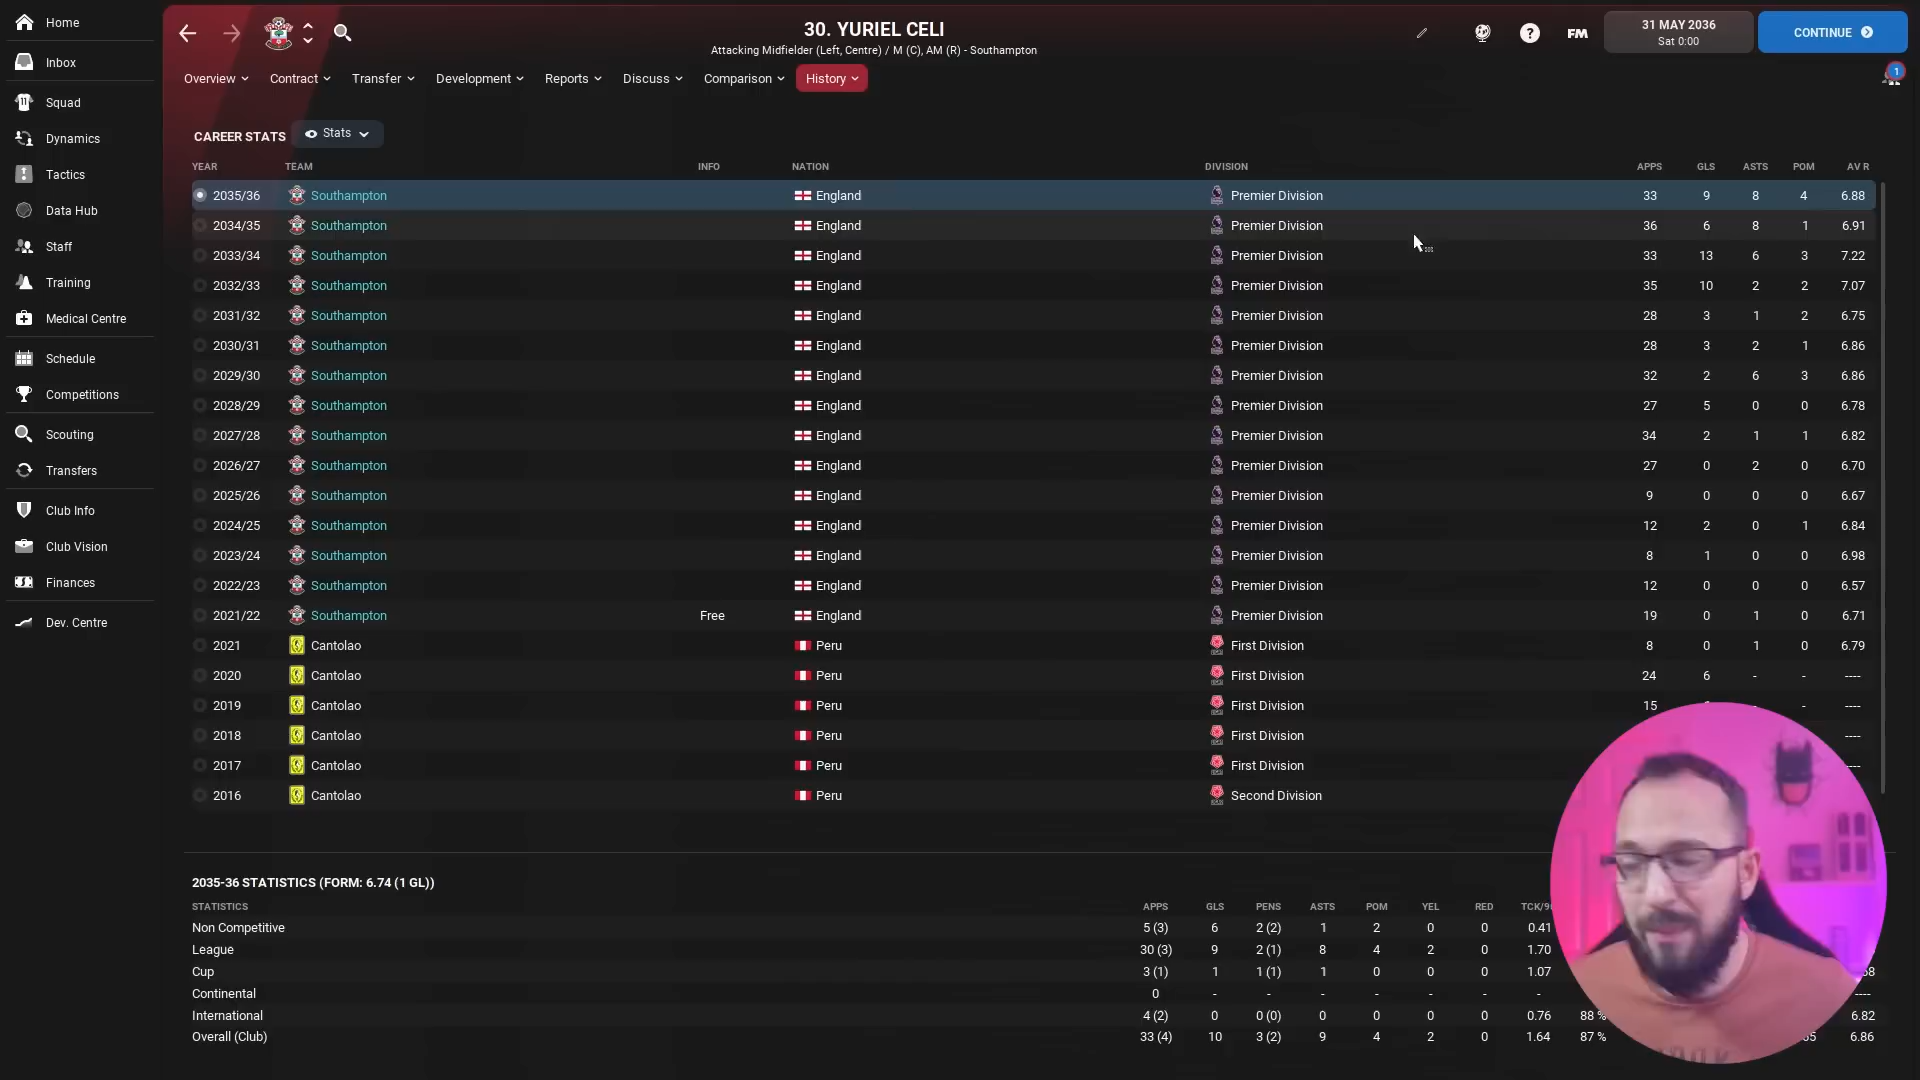 Home
30. YURIEL CELI
31 MAY 2036
Sat 0:00
CONTINUE
FM
Attacking Midfielder (Left, Centre) / M (C), AM (R) - Southampton
Inbox
Overview Contract Transfer Development Reports Discuss Comparison History
1
Squad
Dynamics
Tactics
Data Hub
Staff
Training
Medical Centre
Schedule
Competitions
Scouting
Transfers
Club Info
Club Vision
Finances
Dev. Centre
CAREER STATS Stats
YEAR TEAM INFO NATION DIVISION APPS GLS ASTS POM AV R
2035/36 Southampton England Premier Division 33 9 8 4 6.88
2034/35 Southampton England Premier Division 36 6 8 1 6.91
2033/34 Southampton England Premier Division 33 13 6 3 7.22
2032/33 Southampton England Premier Division 35 10 2 2 7.07
2031/32 Southampton England Premier Division 28 3 1 2 6.75
2030/31 Southampton England Premier Division 28 3 2 1 6.86
2029/30 Southampton England Premier Division 32 2 6 3 6.86
2028/29 Southampton England Premier Division 27 5 0 0 6.78
2027/28 Southampton England Premier Division 34 2 1 1 6.82
2026/27 Southampton England Premier Division 27 0 2 0 6.70
2025/26 Southampton England Premier Division 9 0 0 0 6.67
2024/25 Southampton England Premier Division 12 2 0 1 6.84
2023/24 Southampton England Premier Division 8 1 0 0 6.98
2022/23 Southampton England Premier Division 12 0 0 0 6.57
2021/22 Southampton Free England Premier Division 19 0 1 0 6.71
2021 Cantolao Peru First Division 8 0 1 0 6.79
2020 Cantolao Peru First Division 24 6 - - ----
2019 Cantolao Peru First Division 15 - - ----
2018 Cantolao Peru First Division ----
2017 Cantolao Peru First Division
2016 Cantolao Peru Second Division
2035-36 STATISTICS (FORM: 6.74 (1 GL))
STATISTICS APPS GLS PENS ASTS POM YEL RED
Non Competitive 5 (3) 6 2 (2) 1 2 0 0 0.41
League 30 (3) 9 2 (1) 8 4 2 0 1.70
Cup 3 (1) 1 1 (1) 1 0 0 0 1.07
Continental 0 - - - - - - - ----
International 4 (2) 0 0 (0) 0 0 0 0 0.76 88 % 6.82
Overall (Club) 33 (4) 10 3 (2) 9 4 2 0 1.64 87 % 6.86